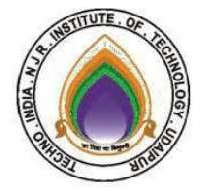 TECHNO . INDIA . N J R . INSTITUTE . OF . TECHNOLOGY - UDAIPUR